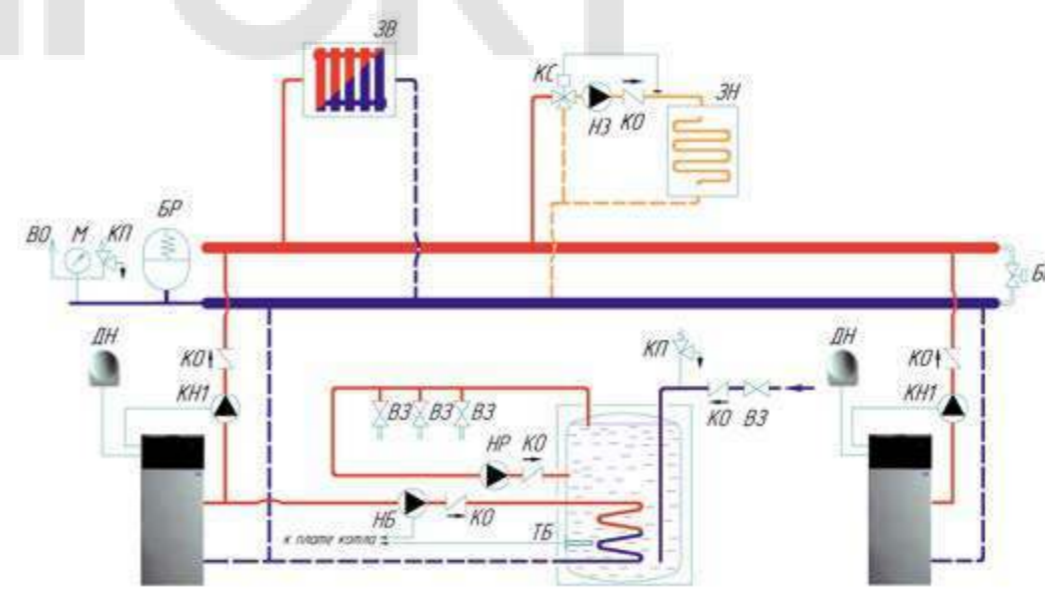 ЗВ
КС
НЗ КО
ЗН
ВО М КП
БР
ДН
КО
КН1
КП
ДН
КО
КН1
ВЗ ВЗ ВЗ
КО ВЗ
НР КО
НБ
КО
ТБ
к плате котла